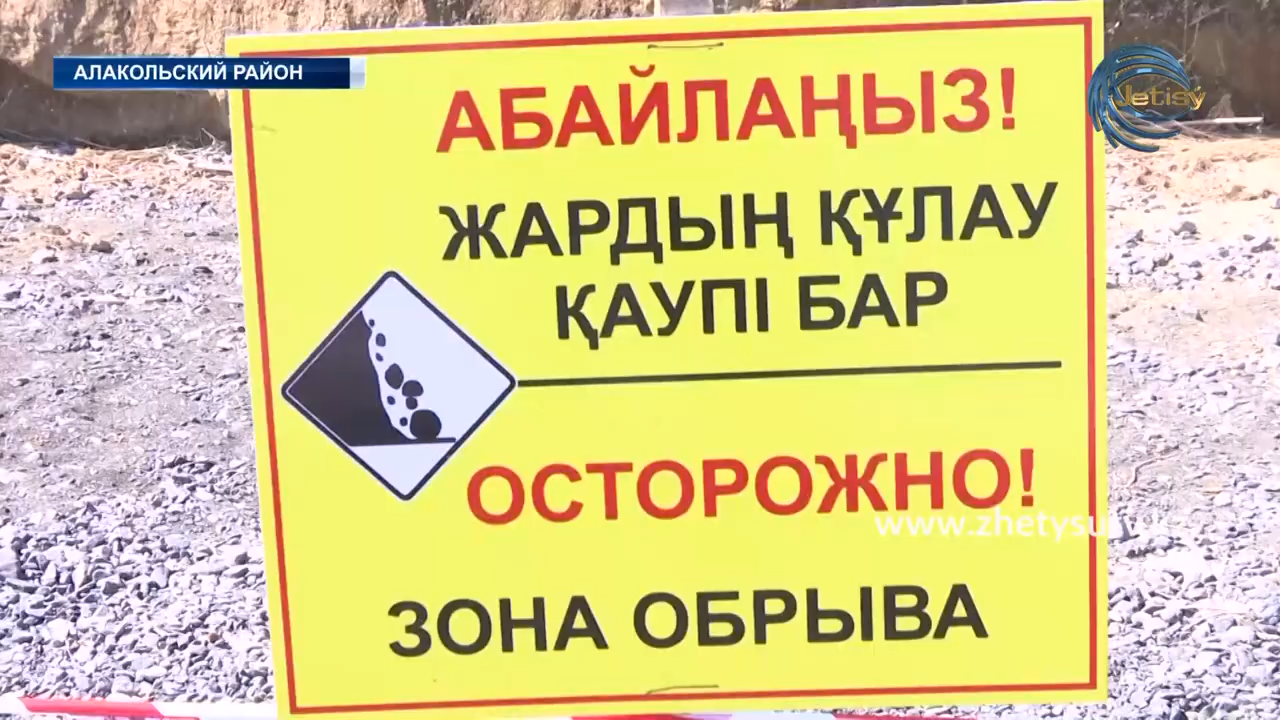 АЛАКОЛЬСКИЙ РАЙОН
Jetisý
АБАЙЛАҢЫЗ!
ЖАРДЫҢ ҚҰЛАУ
ҚАУПІ БАР
ОСТОРОЖНО!
ЗОНА ОБРЫВА